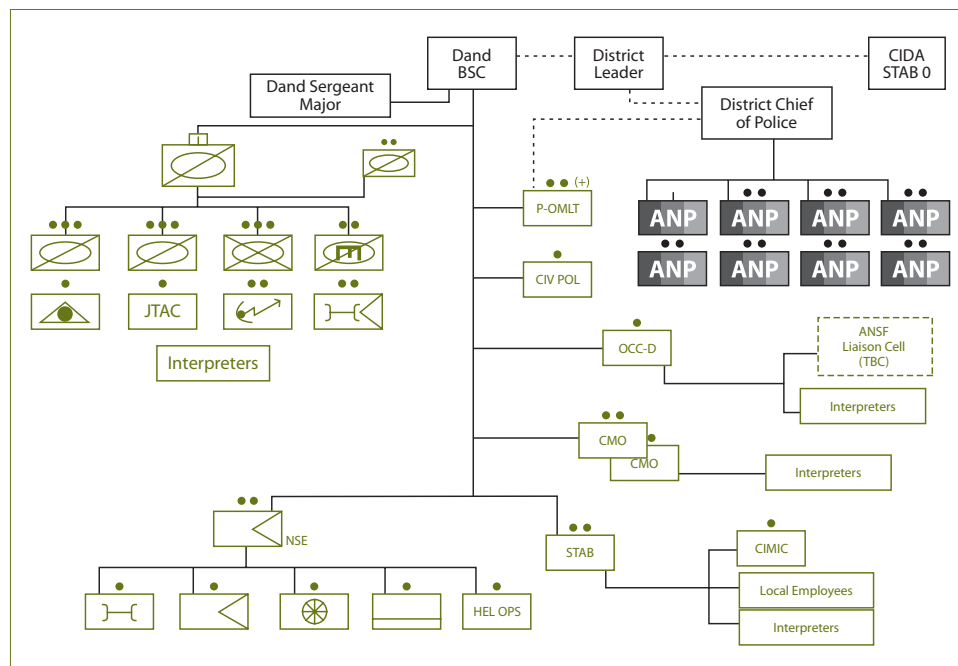 Dand
BSC
District
Leader
CIDA
STAB 0
Dand Sergeant
Major
District Chief
of Police
(+)
P-OMLT
ANP
ANP
ANP
ANP
ANP
ANP
ANP
ANP
CIV POL
JTAC
Interpreters
OCC-D
ANSF
Liaison Cell
(TBC)
Interpreters
CMO
CMO
Interpreters
NSE
STAB
CIMIC
Local Employees
Interpreters
HEL OPS